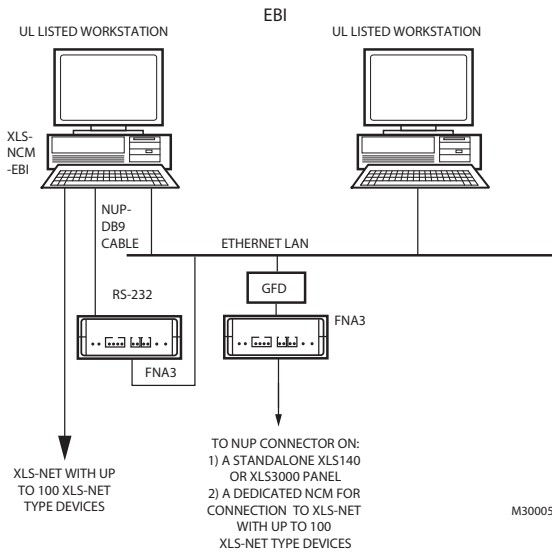 EBI
UL LISTED WORKSTATION
UL LISTED WORKSTATION
XLS-
NCM
-EBI
NUP-
DB9
CABLE
ETHERNET LAN
RS-232
GFD
FNA3
FNA3
XLS-NET WITH UP
TO 100 XLS-NET
TYPE DEVICES
TO NUP CONNECTOR ON:
1) A STANDALONE XLS140
OR XLS3000 PANEL
2) A DEDICATED NCM FOR
CONNECTION TO XLS-NET
WITH UP TO 100
XLS-NET TYPE DEVICES
M30005